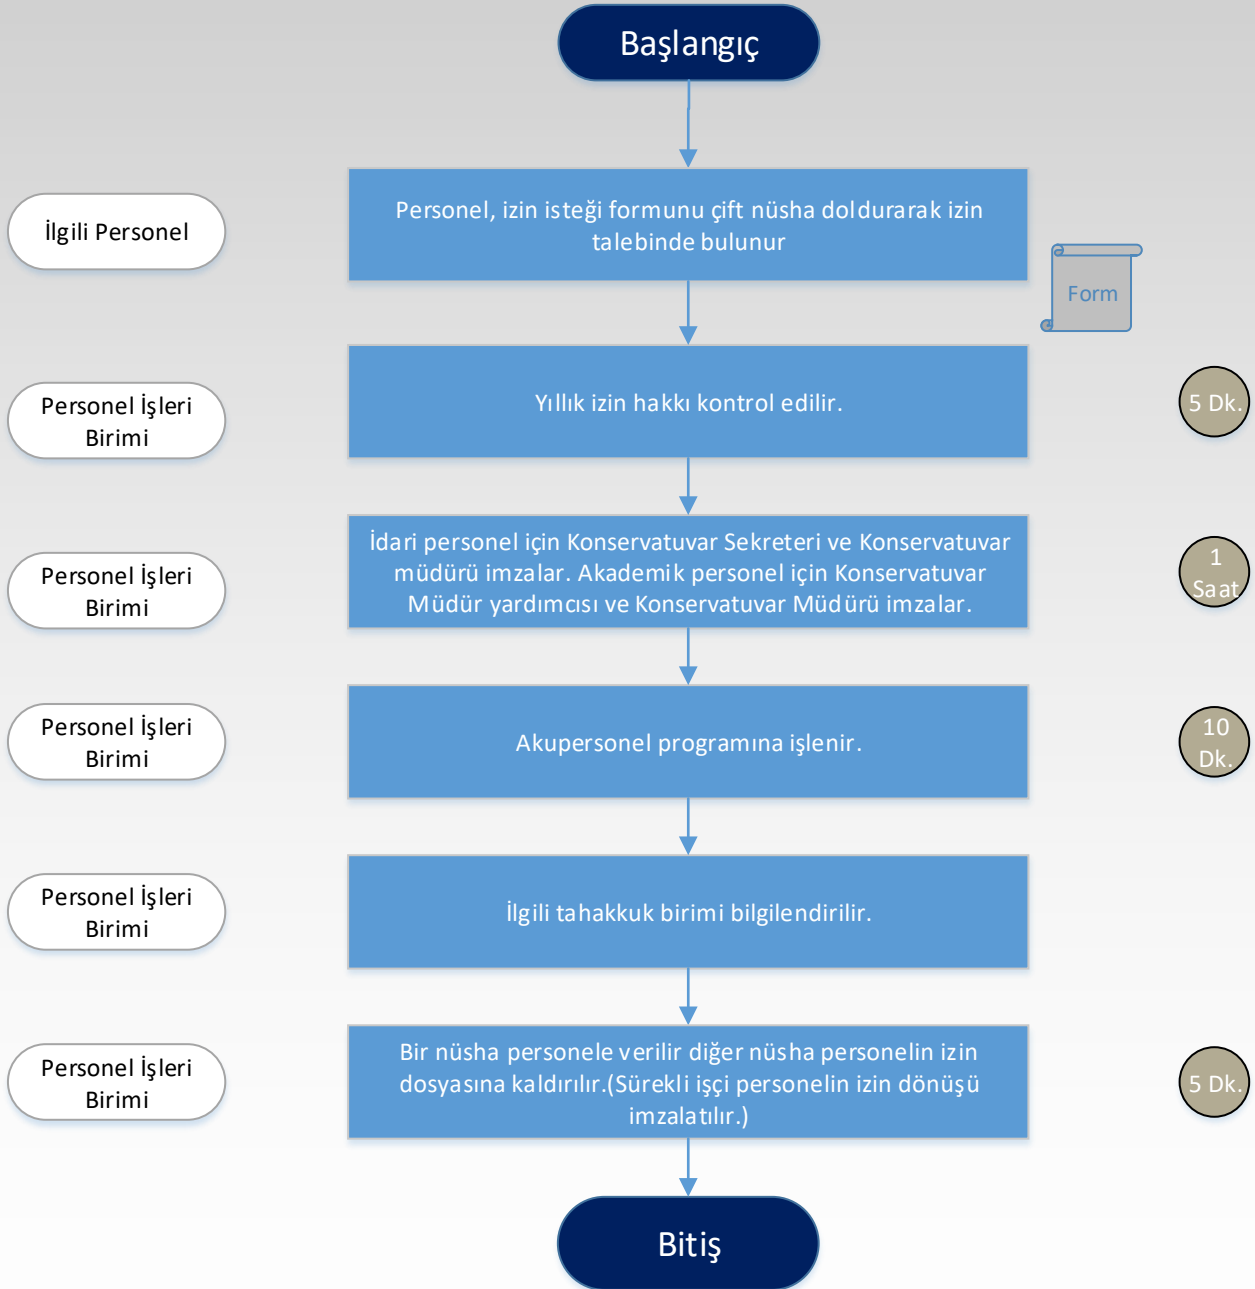 Başlangıç
İlgili Personel
Personel, izin isteği formunu çift nüsha doldurarak izin
talebinde bulunur
Form
Personel İşleri
Birimi
Yıllık izin hakkı kontrol edilir.
5 Dk.
Personel İşleri
Birimi
İdari personel için Konservatuvar Sekreteri ve Konservatuvar
müdürü imzalar. Akademik personel için Konservatuvar
Müdür yardımcısı ve Konservatuvar Müdürü imzalar.
1
Saat
Personel İşleri
Birimi
Akupersonel programına işlenir.
10
Dk.
Personel İşleri
Birimi
İlgili tahakkuk birimi bilgilendirilir.
Personel İşleri
Birimi
Bir nüsha personele verilir diğer nüsha personelin izin
dosyasına kaldırılır.(Sürekli işçi personelin izin dönüşü
imzalatılır.)
5 Dk.
Bitiş